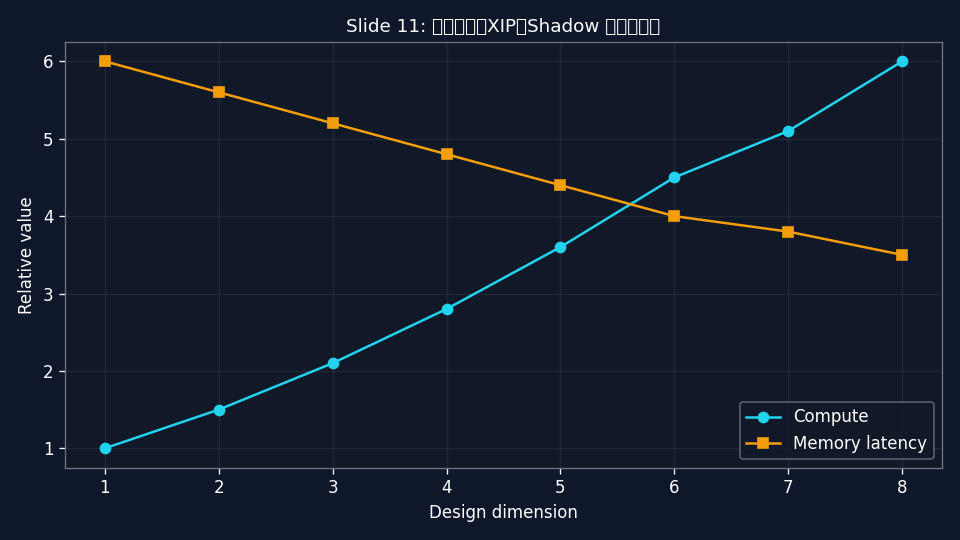 Slide 11: XIP Shadow
6
5
4
3
2
1
Relative value
1 2 3 4 5 6 7 8
Design dimension
Compute
Memory latency